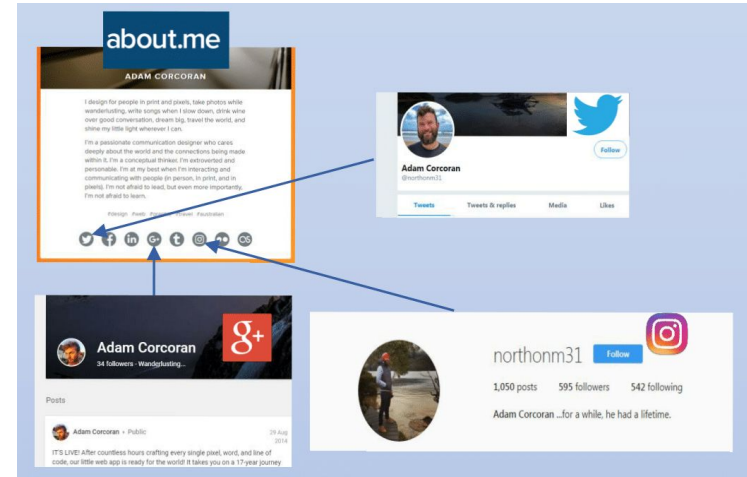 about.me
ADAM CORCORAN
I design for people in print and pixels, take photos while
wanderlusting, write songs when I slow down, drink wine
over good conversation, dream big, travel the world, and
shine my little light wherever I can.
I'm a passionate communication designer who cares
deeply about the world and the connections being made
within it. I'm a conceptual thinker. I'm extroverted and
personable. I'm at my best when I'm interacting and
communicating with people (in person, in print, and in
pixels). I'm not afraid to lead, but even more importantly,
I'm not afraid to learn.
#design #web #travel #australian
Adam Corcoran
@northonm31
Follow
Tweets Tweets & replies Media Likes
g+
Adam Corcoran
34 followers - Wanderlusting...
Posts
Adam Corcoran • Public 29 Aug
2014
IT'S LIVE! After countless hours crafting every single pixel, word, and line of
code, our little web app is ready for the world! It takes you on a 17-year journey
northonm31 Follow
1,050 posts 595 followers 542 following
Adam Corcoran ...for a while, he had a lifetime.